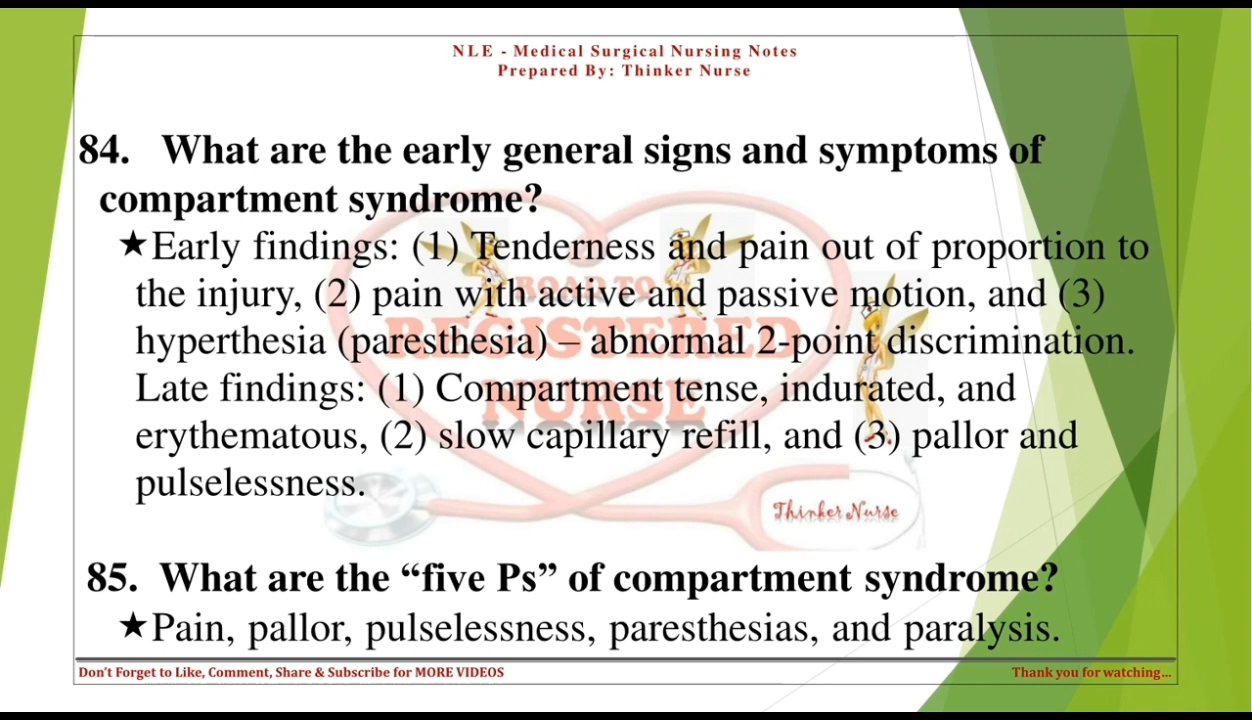 NLE - Medical Surgical Nursing Notes
Prepared By: Thinker Nurse
84. What are the early general signs and symptoms of
compartment syndrome?
★Early findings: (1) Tenderness and pain out of proportion to
the injury, (2) pain with active and passive motion, and (3)
hyperthesia (paresthesia) – abnormal 2-point discrimination.
Late findings: (1) Compartment tense, indurated, and
erythematous, (2) slow capillary refill, and (3) pallor and
pulselessness.
ROAD TO
REGISTERED
NURSE
Thinker Nurse
85. What are the “five Ps” of compartment syndrome?
★Pain, pallor, pulselessness, paresthesias, and paralysis.
Don't Forget to Like, Comment, Share & Subscribe for MORE VIDEOS
Thank you for watching...